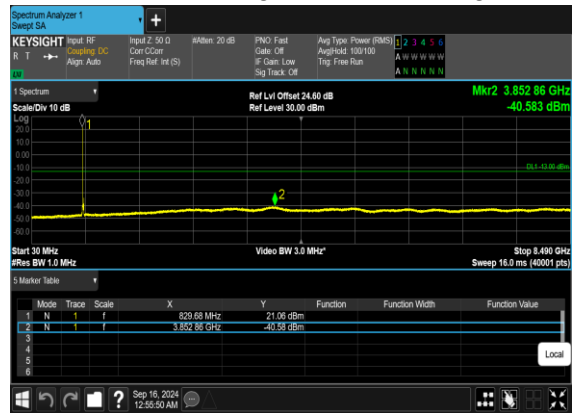 Spectrum Analyzer 1
Swept SA
+
KEYSIGHT Input: RF Input Z: 50 Ω #Atten: 20 dB PNO: Fast Avg Type: Power (RMS) 1 2 3 4 5 6
R T Coupling: DC Corr CCorr Gate: Off Avg|Hold: 100/100 A W W W W W
Align: Auto Freq Ref: Int (S) IF Gain: Low Trig: Free Run A N N N N N
LW Sig Track: Off
1 Spectrum Ref Lvl Offset 24.60 dB Mkr2 3.852 86 GHz
Scale/Div 10 dB Ref Level 30.00 dBm -40.583 dBm
Log
1
20.0
10.0
0.00
-10.0 DL1 -13.00 dBm
-20.0
-30.0 2
-40.0
-50.0
-60.0
Start 30 MHz Video BW 3.0 MHz* Stop 8.490 GHz
#Res BW 1.0 MHz Sweep 16.0 ms (40001 pts)
5 Marker Table
Mode Trace Scale X Y Function Function Width Function Value
1 N 1 f 829.68 MHz 21.06 dBm
2 N 1 f 3.852 86 GHz -40.58 dBm
3
4
5
6
Local
? Sep 16, 2024
12:55:50 AM